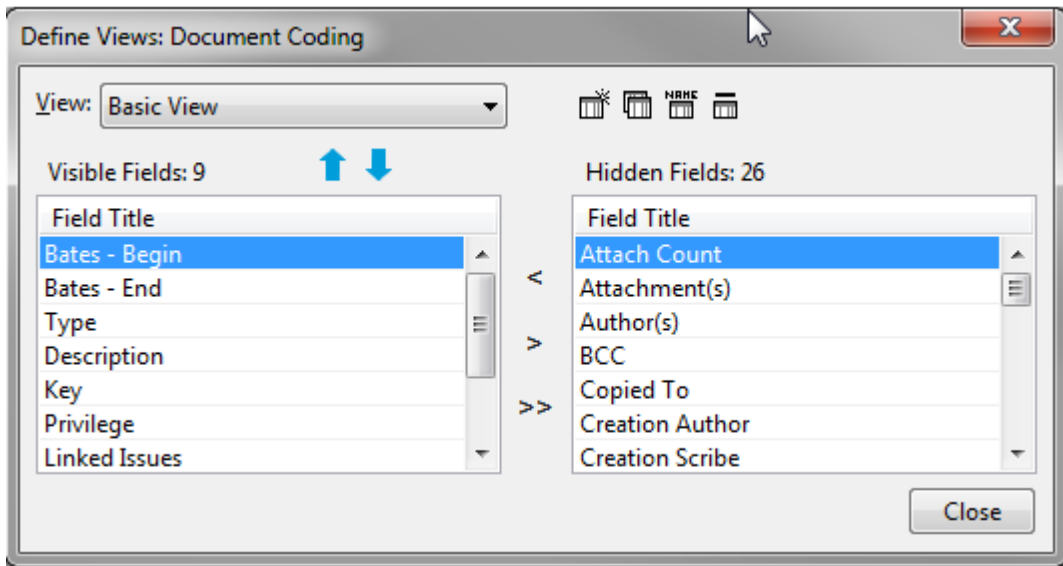 Define Views: Document Coding
View: Basic View
NAME
Visible Fields: 9
Hidden Fields: 26
Field Title
Bates - Begin
Bates - End
Type
Description
Key
Privilege
Linked Issues
<
>
>>
Field Title
Attach Count
Attachment(s)
Author(s)
BCC
Copied To
Creation Author
Creation Scribe
Close